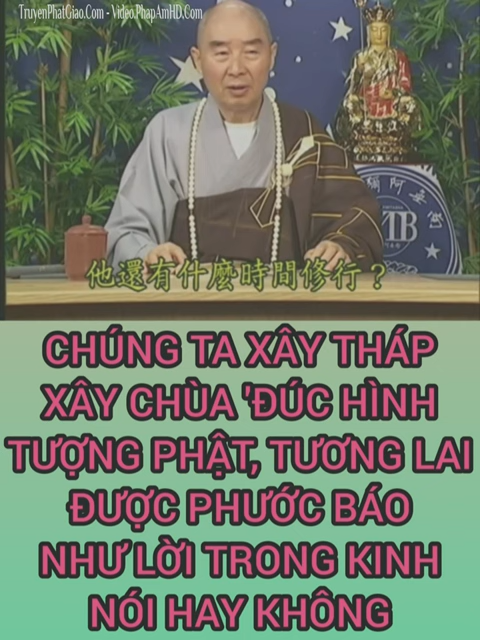 TruyenPhatGiao.Com - Video.PhapAmHD.Com
他還有什麼時間修行？
CHÚNG TA XÂY THÁP
XÂY CHÙA 'ĐÚC HÌNH
TƯỢNG PHẬT, TƯƠNG LAI
ĐƯỢC PHƯỚC BÁO
NHƯ LỜI TRONG KINH
NÓI HAY KHÔNG